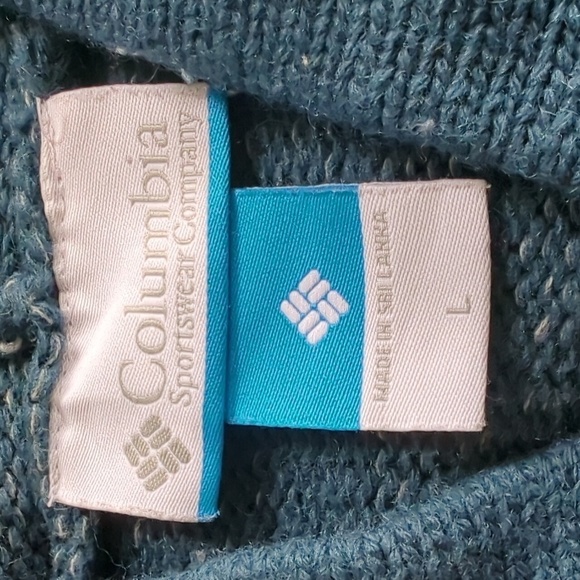 Columbia
Sportswear Company
MADE IN SRI LANKA
L